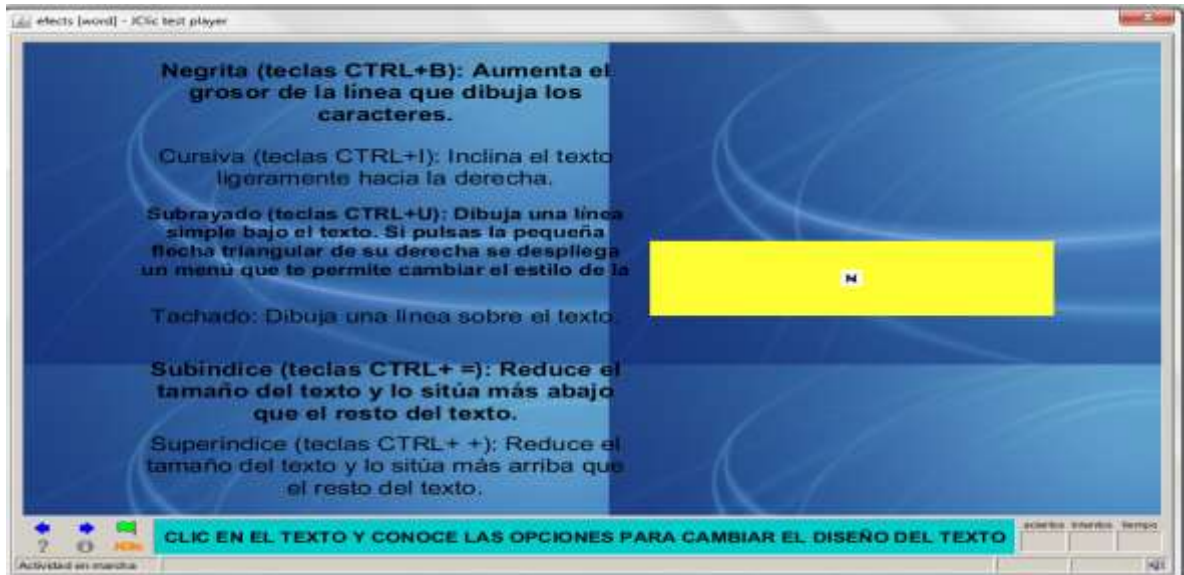 efects [word] - JClic test player
Negrita (teclas CTRL+B): Aumenta el
grosor de la línea que dibuja los
caracteres.
Cursiva (teclas CTRL+I): Inclina el texto
ligeramente hacia la derecha.
Subrayado (teclas CTRL+U): Dibuja una línea
simple bajo el texto. Si pulsas la pequeña
flecha triangular de su derecha se despliega
un menú que te permite cambiar el estilo de la
N
Tachado: Dibuja una línea sobre el texto.
Subíndice (teclas CTRL+ =): Reduce el
tamaño del texto y lo sitúa más abajo
que el resto del texto.
Superíndice (teclas CTRL+ +): Reduce el
tamaño del texto y lo sitúa más arriba que
el resto del texto.
CLIC EN EL TEXTO Y CONOCE LAS OPCIONES PARA CAMBIAR EL DISEÑO DEL TEXTO
aciertos intentos tiempo
Actividad en marcha